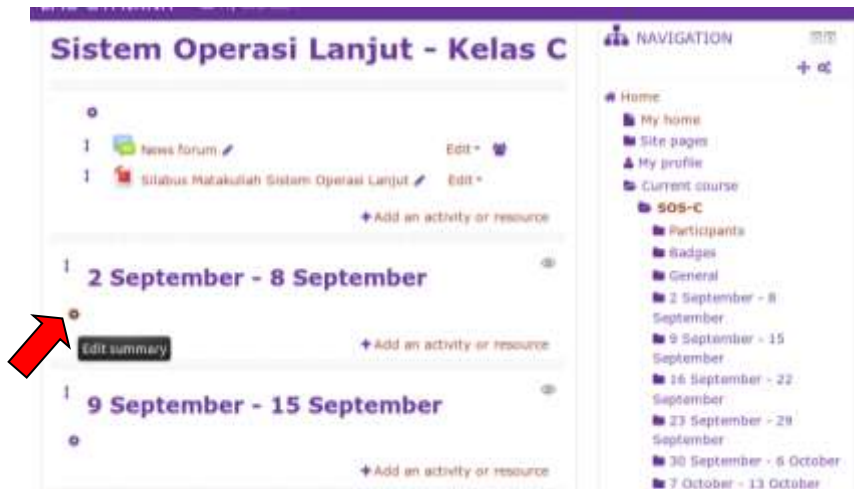 Sistem Operasi Lanjut - Kelas C
News forum
Edit
Silabus Matakuliah Sistem Operasi Lanjut
Edit
Add an activity or resource
2 September - 8 September
Edit summary
Add an activity or resource
9 September - 15 September
Add an activity or resource
NAVIGATION
Home
My home
Site pages
My profile
Current course
SOS-C
Participants
Badges
General
2 September - 8
September
9 September - 15
September
16 September - 22
September
23 September - 29
September
30 September - 6 October
7 October - 13 October